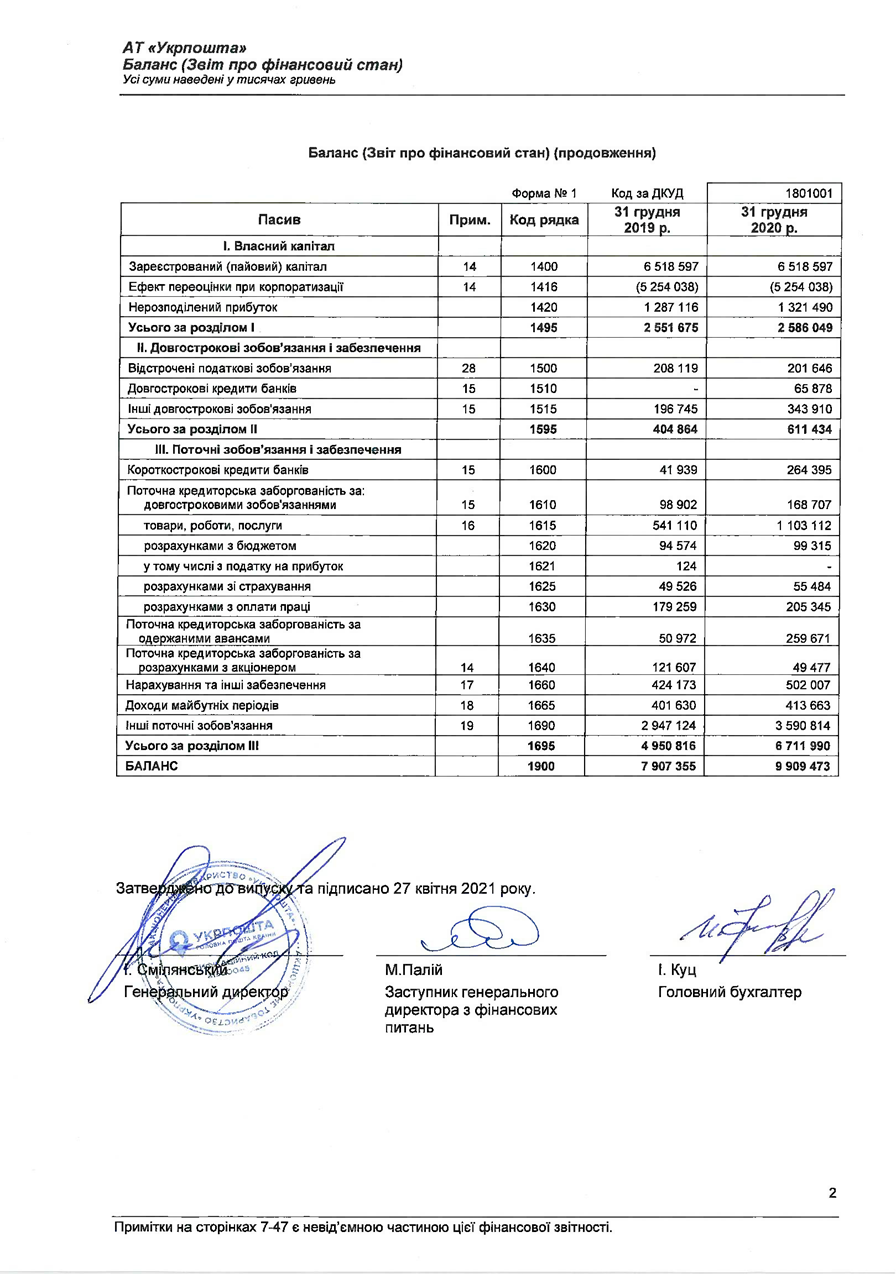 АТ «Укрпошта»
Баланс (Звіт про фінансовий стан)
Усі суми наведені у тисячах гривень
Баланс (Звіт про фінансовий стан) (продовження)
Форма № 1 Код за ДКУД 1801001
Пасив Прим. Код рядка 31 грудня 2019 р. 31 грудня 2020 р.
І. Власний капітал
Зареєстрований (пайовий) капітал 14 1400 6 518 597 6 518 597
Ефект переоцінки при корпоратизації 14 1416 (5 254 038) (5 254 038)
Нерозподілений прибуток 1420 1 287 116 1 321 490
Усього за розділом І 1495 2 551 675 2 586 049
ІІ. Довгострокові зобов'язання і забезпечення
Відстрочені податкові зобов'язання 28 1500 208 119 201 646
Довгострокові кредити банків 15 1510 - 65 878
Інші довгострокові зобов'язання 15 1515 196 745 343 910
Усього за розділом ІІ 1595 404 864 611 434
ІІІ. Поточні зобов'язання і забезпечення
Короткострокові кредити банків 15 1600 41 939 264 395
Поточна кредиторська заборгованість за:
довгостроковими зобов'язаннями 15 1610 98 902 168 707
товари, роботи, послуги 16 1615 541 110 1 103 112
розрахунками з бюджетом 1620 94 574 99 315
у тому числі з податку на прибуток 1621 124 -
розрахунками зі страхування 1625 49 526 55 484
розрахунками з оплати праці 1630 179 259 205 345
Поточна кредиторська заборгованість за
одержаними авансами 1635 50 972 259 671
Поточна кредиторська заборгованість за
розрахунками з акціонером 14 1640 121 607 49 477
Нарахування та інші забезпечення 17 1660 424 173 502 007
Доходи майбутніх періодів 18 1665 401 630 413 663
Інші поточні зобов'язання 19 1690 2 947 124 3 590 814
Усього за розділом ІІІ 1695 4 950 816 6 711 990
БАЛАНС 1900 7 907 355 9 909 473
Затверджено до випуску та підписано 27 квітня 2021 року.
УКРПОШТА
І. Смілянський М.Палій І. Куц
Генеральний директор Заступник генерального Головний бухгалтер
директора з фінансових
питань
2
Примітки на сторінках 7-47 є невід'ємною частиною цієї фінансової звітності.